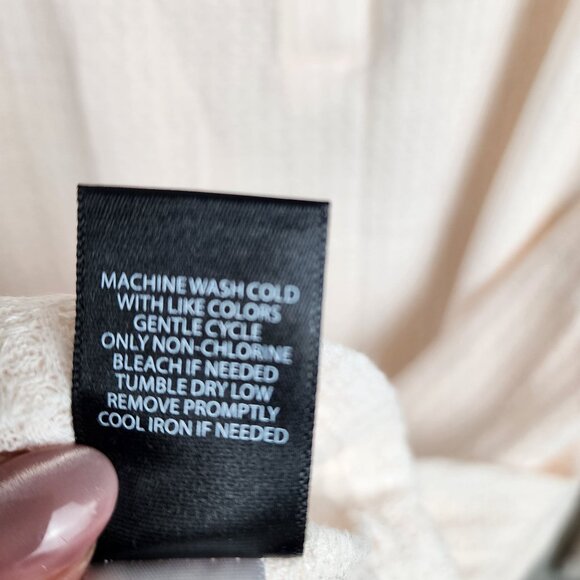 MACHINE WASH COLD
WITH LIKE COLORS
GENTLE CYCLE
ONLY NON-CHLORINE
BLEACH IF NEEDED
TUMBLE DRY LOW
REMOVE PROMPTLY
COOL IRON IF NEEDED